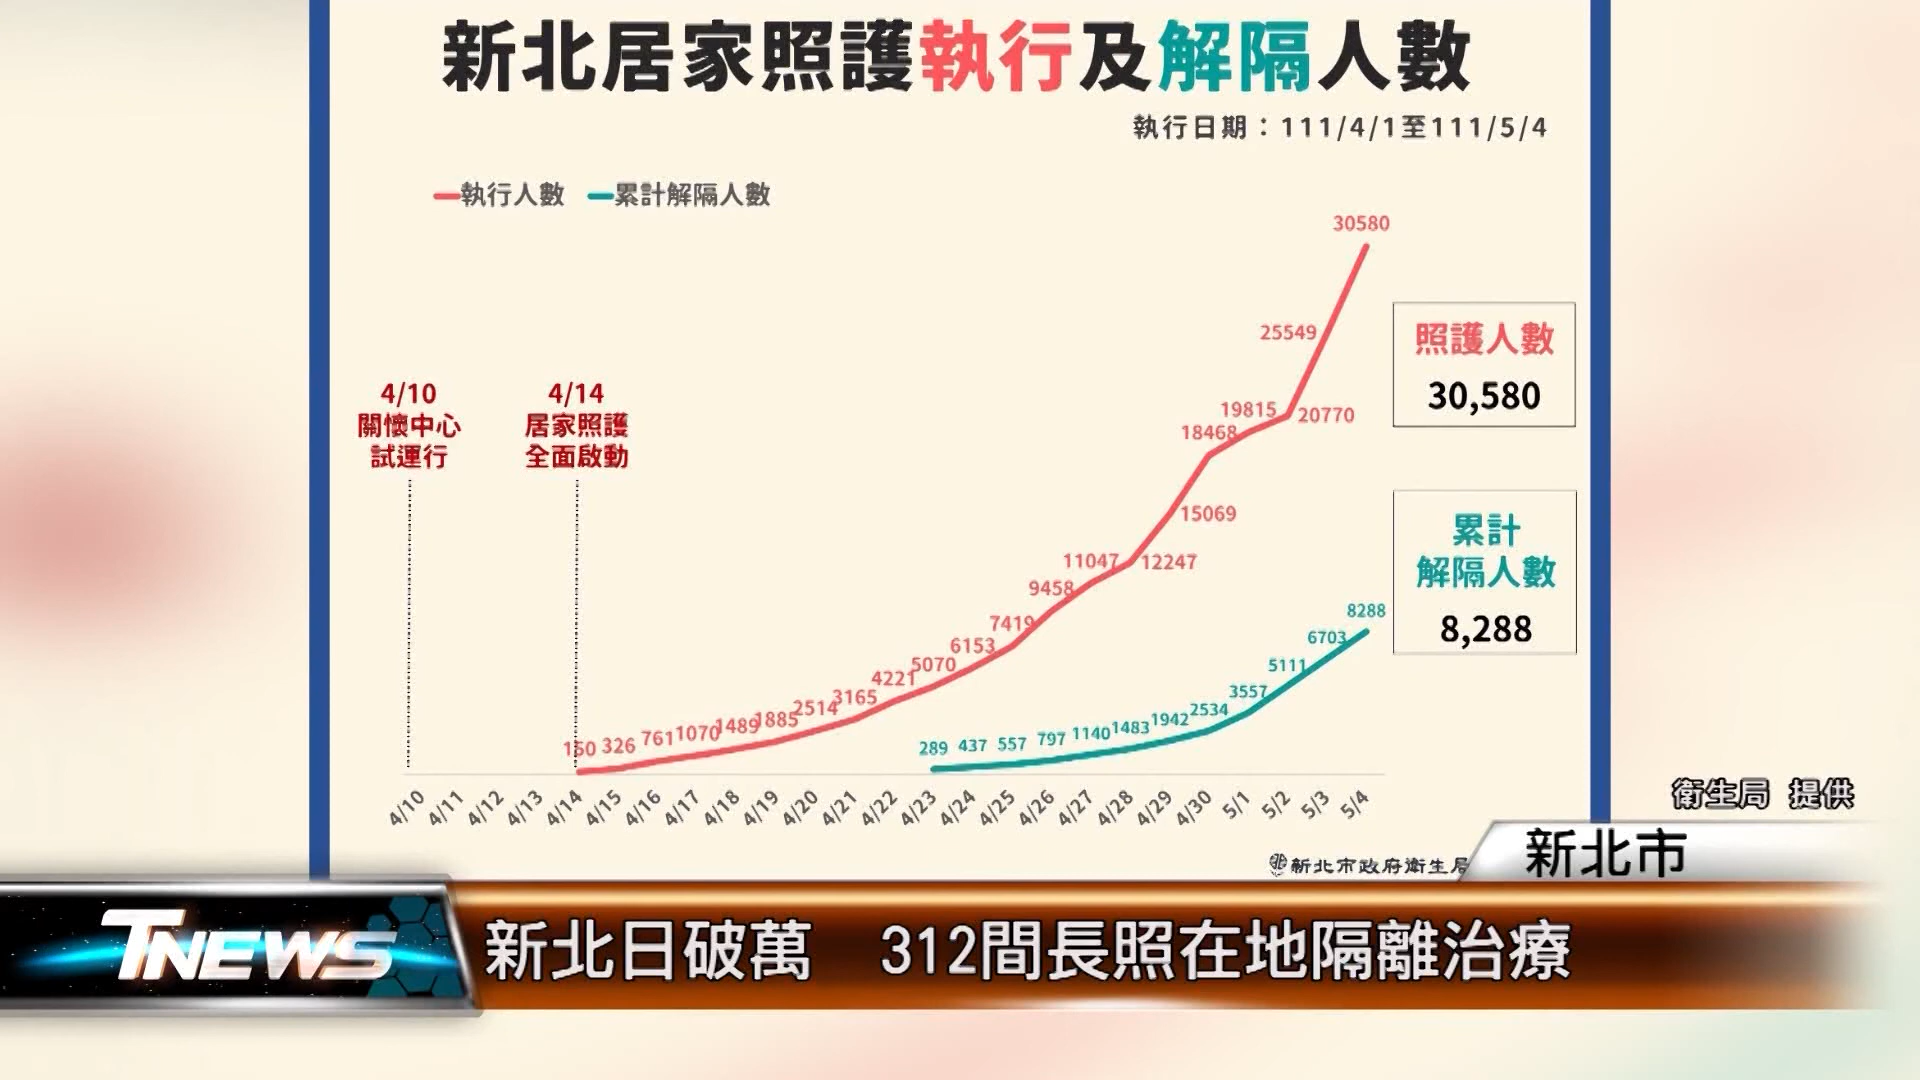 新北居家照護執行及解隔人數
執行日期：111/4/1至111/5/4
執行人數 累計解隔人數
30580
25549
19815 20770
18468
15069
11047 12247
9458
7419
6153
5070
4221
3165
2514
1885
1489
1070
761
326
150
8288
6703
5111
3557
2534
1942
1483
1140
797
557
437
289
4/10
關懷中心
試運行
4/14
居家照護
全面啟動
照護人數
30,580
累計
解隔人數
8,288
4/10 4/11 4/12 4/13 4/14 4/15 4/16 4/17 4/18 4/19 4/20 4/21 4/22 4/23 4/24 4/25 4/26 4/27 4/28 4/29 4/30 5/1 5/2 5/3 5/4
新北市政府衛生局
衛生局 提供
新北市
TNEWS
新北日破萬 312間長照在地隔離治療